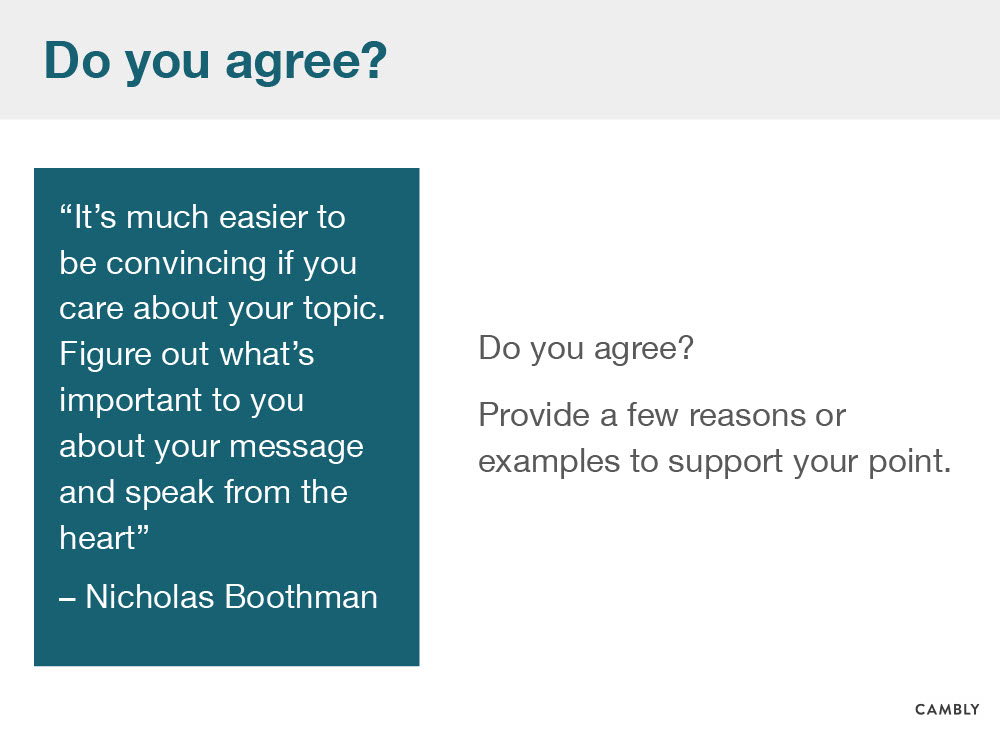 Do you agree?
“It’s much easier to
be convincing if you
care about your topic.
Figure out what’s
important to you
about your message
and speak from the
heart”
– Nicholas Boothman
Do you agree?
Provide a few reasons or
examples to support your point.
CAMBLY